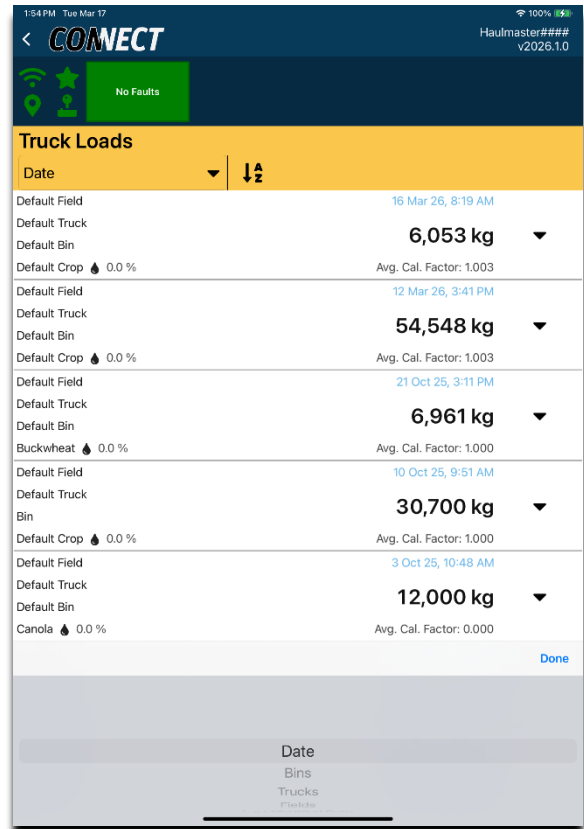 1:54 PM Tue Mar 17
100%
CONNECT
Haulmaster####
v2026.1.0
No Faults
Truck Loads
Date
A
Z
Default Field
16 Mar 26, 8:19 AM
Default Truck
6,053 kg
Default Bin
Default Crop 0.0 %
Avg. Cal. Factor: 1.003
Default Field
12 Mar 26, 3:41 PM
Default Truck
54,548 kg
Default Bin
Default Crop 0.0 %
Avg. Cal. Factor: 1.003
Default Field
21 Oct 25, 3:11 PM
Default Truck
6,961 kg
Default Bin
Buckwheat 0.0 %
Avg. Cal. Factor: 1.000
Default Field
10 Oct 25, 9:51 AM
Default Truck
30,700 kg
Bin
Default Crop 0.0 %
Avg. Cal. Factor: 1.000
Default Field
3 Oct 25, 10:48 AM
Default Truck
12,000 kg
Default Bin
Canola 0.0 %
Avg. Cal. Factor: 0.000
Done
Date
Bins
Trucks
Fields